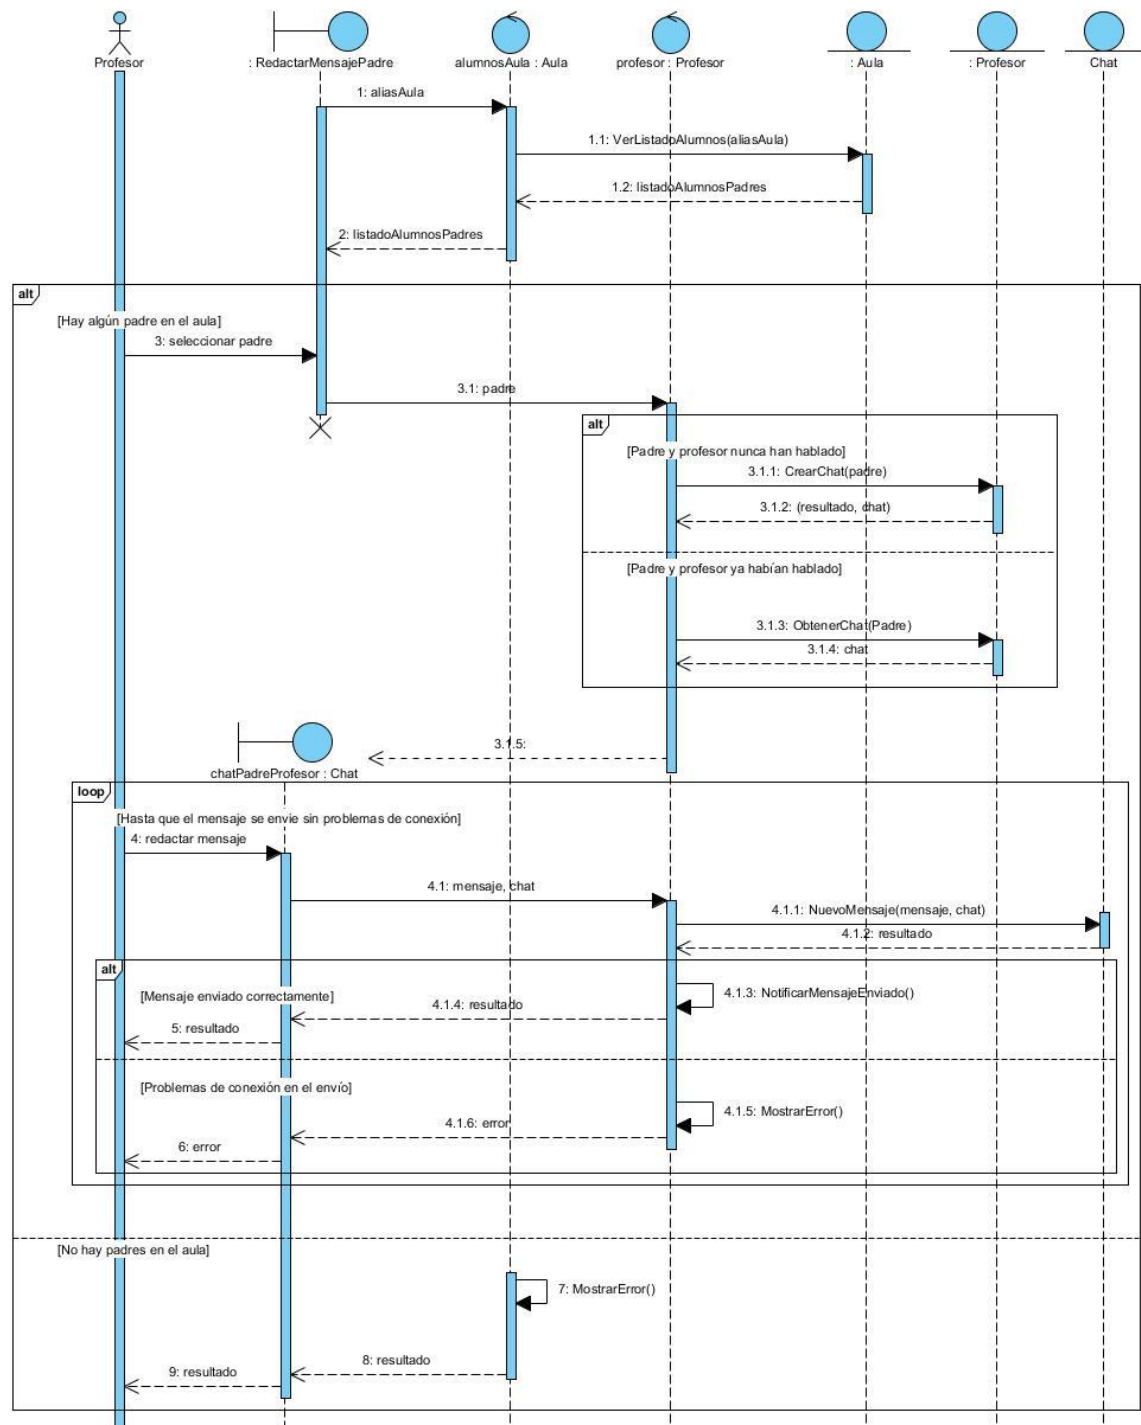 Profesor
: RedactarMensajePadre
alumnosAula : Aula
profesor : Profesor
: Aula
: Profesor
Chat
1: aliasAula
1.1: VerListadoAlumnos(aliasAula)
1.2: listadoAlumnosPadres
2: listadoAlumnosPadres
alt
[Hay algún padre en el aula]
3: seleccionar padre
3.1: padre
alt
[Padre y profesor nunca han hablado]
3.1.1: CrearChat(padre)
3.1.2: (resultado, chat)
[Padre y profesor ya habían hablado]
3.1.3: ObtenerChat(Padre)
3.1.4: chat
3.1.5:
chatPadreProfesor : Chat
loop
[Hasta que el mensaje se envie sin problemas de conexión]
4: redactar mensaje
4.1: mensaje, chat
4.1.1: NuevoMensaje(mensaje, chat)
4.1.2: resultado
alt
4.1.3: NotificarMensajeEnviado()
[Mensaje enviado correctamente]
4.1.4: resultado
5: resultado
[Problemas de conexión en el envío]
4.1.5: MostrarError()
4.1.6: error
6: error
[No hay padres en el aula]
7: MostrarError()
8: resultado
9: resultado